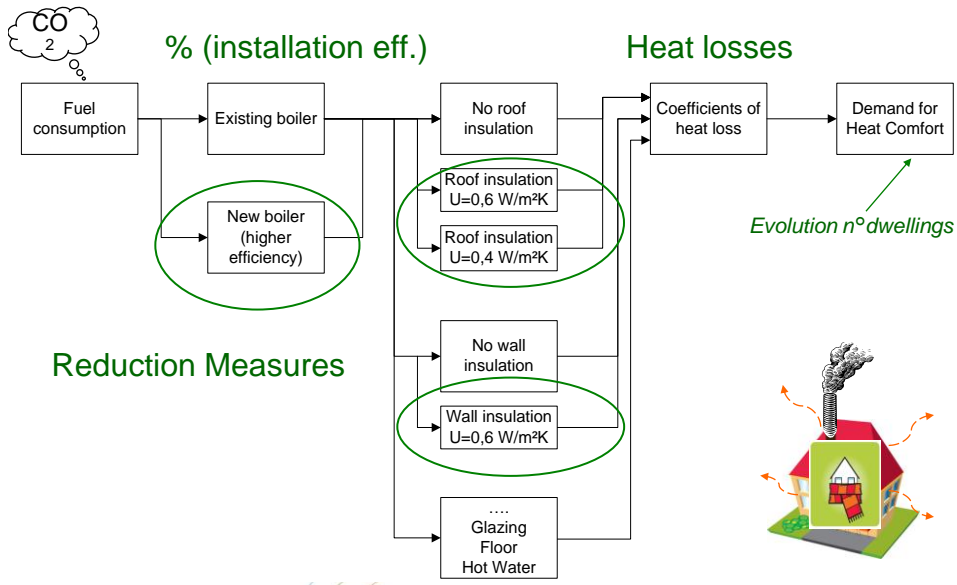 CO
2
% (installation eff.)
Heat losses
Fuel
consumption
Existing boiler
No roof
insulation
Coefficients of
heat loss
Demand for
Heat Comfort
Roof insulation
U=0,6 W/m²K
New boiler
(higher
efficiency)
Roof insulation
U=0,4 W/m²K
Evolution n° dwellings
Reduction Measures
No wall
insulation
Wall insulation
U=0,6 W/m²K
....
Glazing
Floor
Hot Water